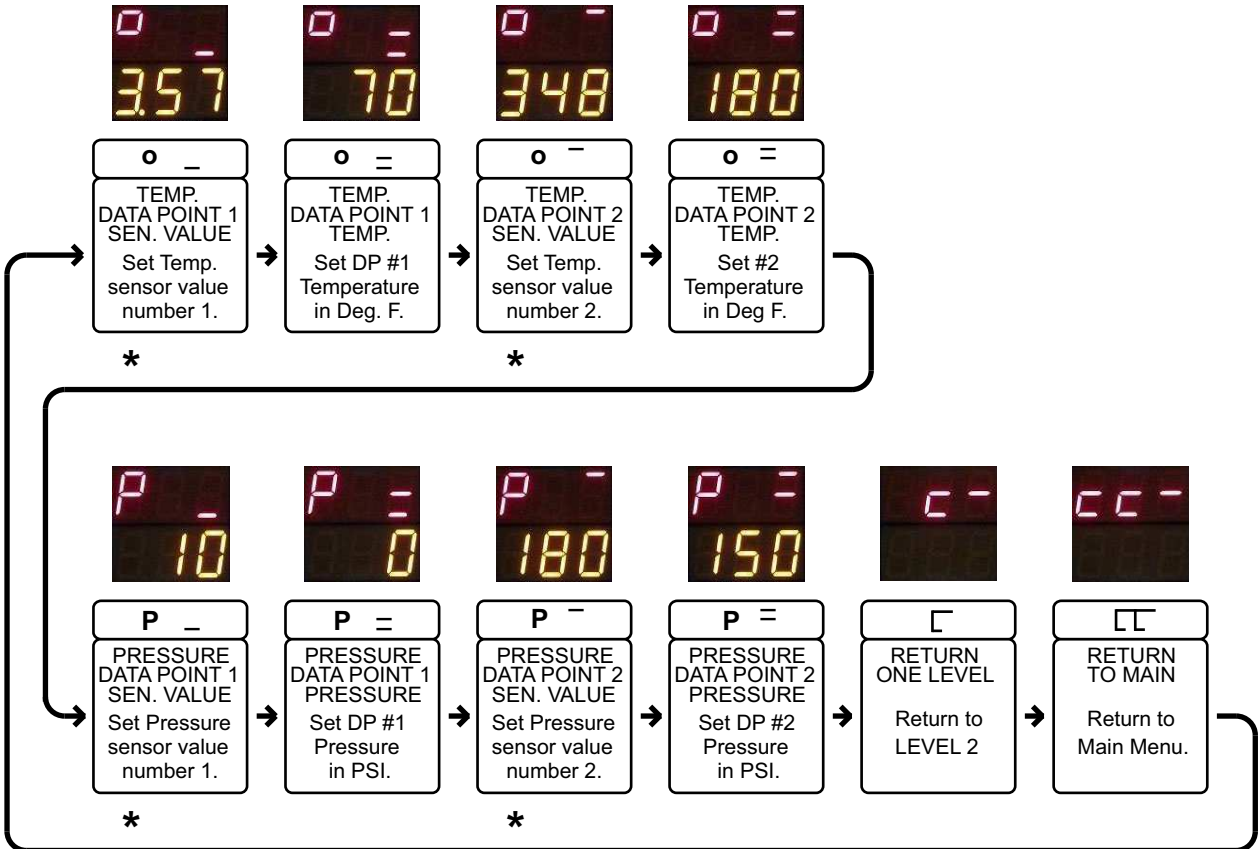 o _
3.57
o =
70
o ‾
348
o =
180
o _
TEMP.
DATA POINT 1
SEN. VALUE
Set Temp.
sensor value
number 1.
*
o =
TEMP.
DATA POINT 1
TEMP.
Set DP #1
Temperature
in Deg. F.
o ‾
TEMP.
DATA POINT 2
SEN. VALUE
Set Temp.
sensor value
number 2.
*
o =
TEMP.
DATA POINT 2
TEMP.
Set #2
Temperature
in Deg F.
P _
10
P =
0
P ‾
180
P =
150
c -
cc -
P _
PRESSURE
DATA POINT 1
SEN. VALUE
Set Pressure
sensor value
number 1.
*
P =
PRESSURE
DATA POINT 1
PRESSURE
Set DP #1
Pressure
in PSI.
P ‾
PRESSURE
DATA POINT 2
SEN. VALUE
Set Pressure
sensor value
number 2.
*
P =
PRESSURE
DATA POINT 2
PRESSURE
Set DP #2
Pressure
in PSI.
RETURN
ONE LEVEL
Return to
LEVEL 2
RETURN
TO MAIN
Return to
Main Menu.